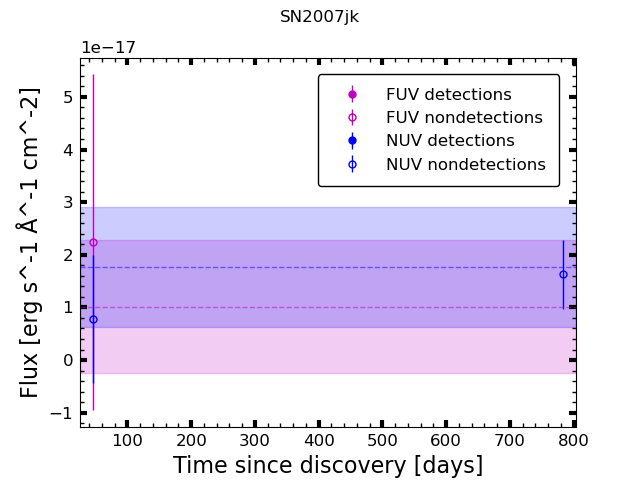 SN2007jk
1e−17
FUV detections
FUV nondetections
NUV detections
NUV nondetections
5
4
3
2
1
0
−1
Flux [erg s^-1 Å^-1 cm^-2]
100 200 300 400 500 600 700 800
Time since discovery [days]